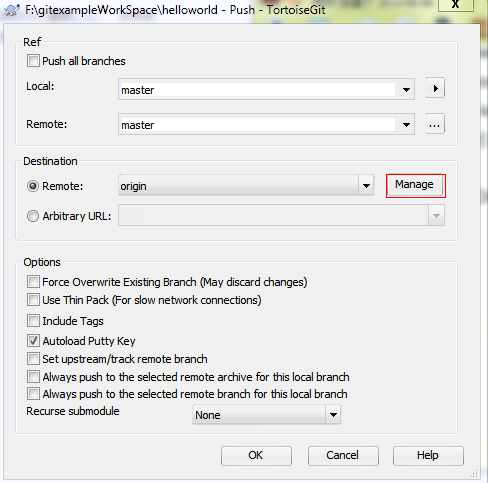 F:\gitexampleWorkSpace\helloworld - Push - TortoiseGit
X
Ref
Push all branches
Local:
master
Remote:
master
...
Destination
Remote:
origin
Manage
Arbitrary URL:
Options
Force Overwrite Existing Branch (May discard changes)
Use Thin Pack (For slow network connections)
Include Tags
Autoload Putty Key
Set upstream/track remote branch
Always push to the selected remote archive for this local branch
Always push to the selected remote branch for this local branch
Recurse submodule
None
OK
Cancel
Help